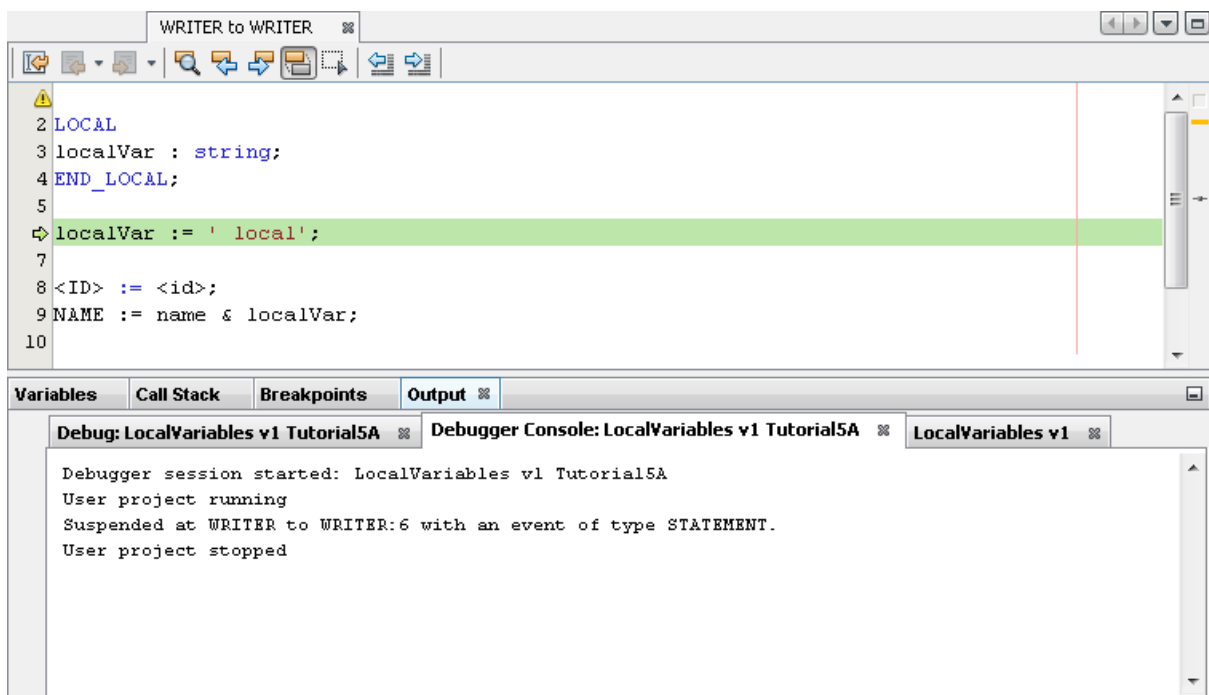 WRITER to WRITER
2 LOCAL
3 localVar : string;
4 END_LOCAL;
5
localVar := ' local';
7
8 <ID> := <id>;
9 NAME := name & localVar;
10
Variables Call Stack Breakpoints Output
Debug: LocalVariables v1 Tutorial5A Debugger Console: LocalVariables v1 Tutorial5A LocalVariables v1
Debugger session started: LocalVariables v1 Tutorial5A
User project running
Suspended at WRITER to WRITER:6 with an event of type STATEMENT.
User project stopped